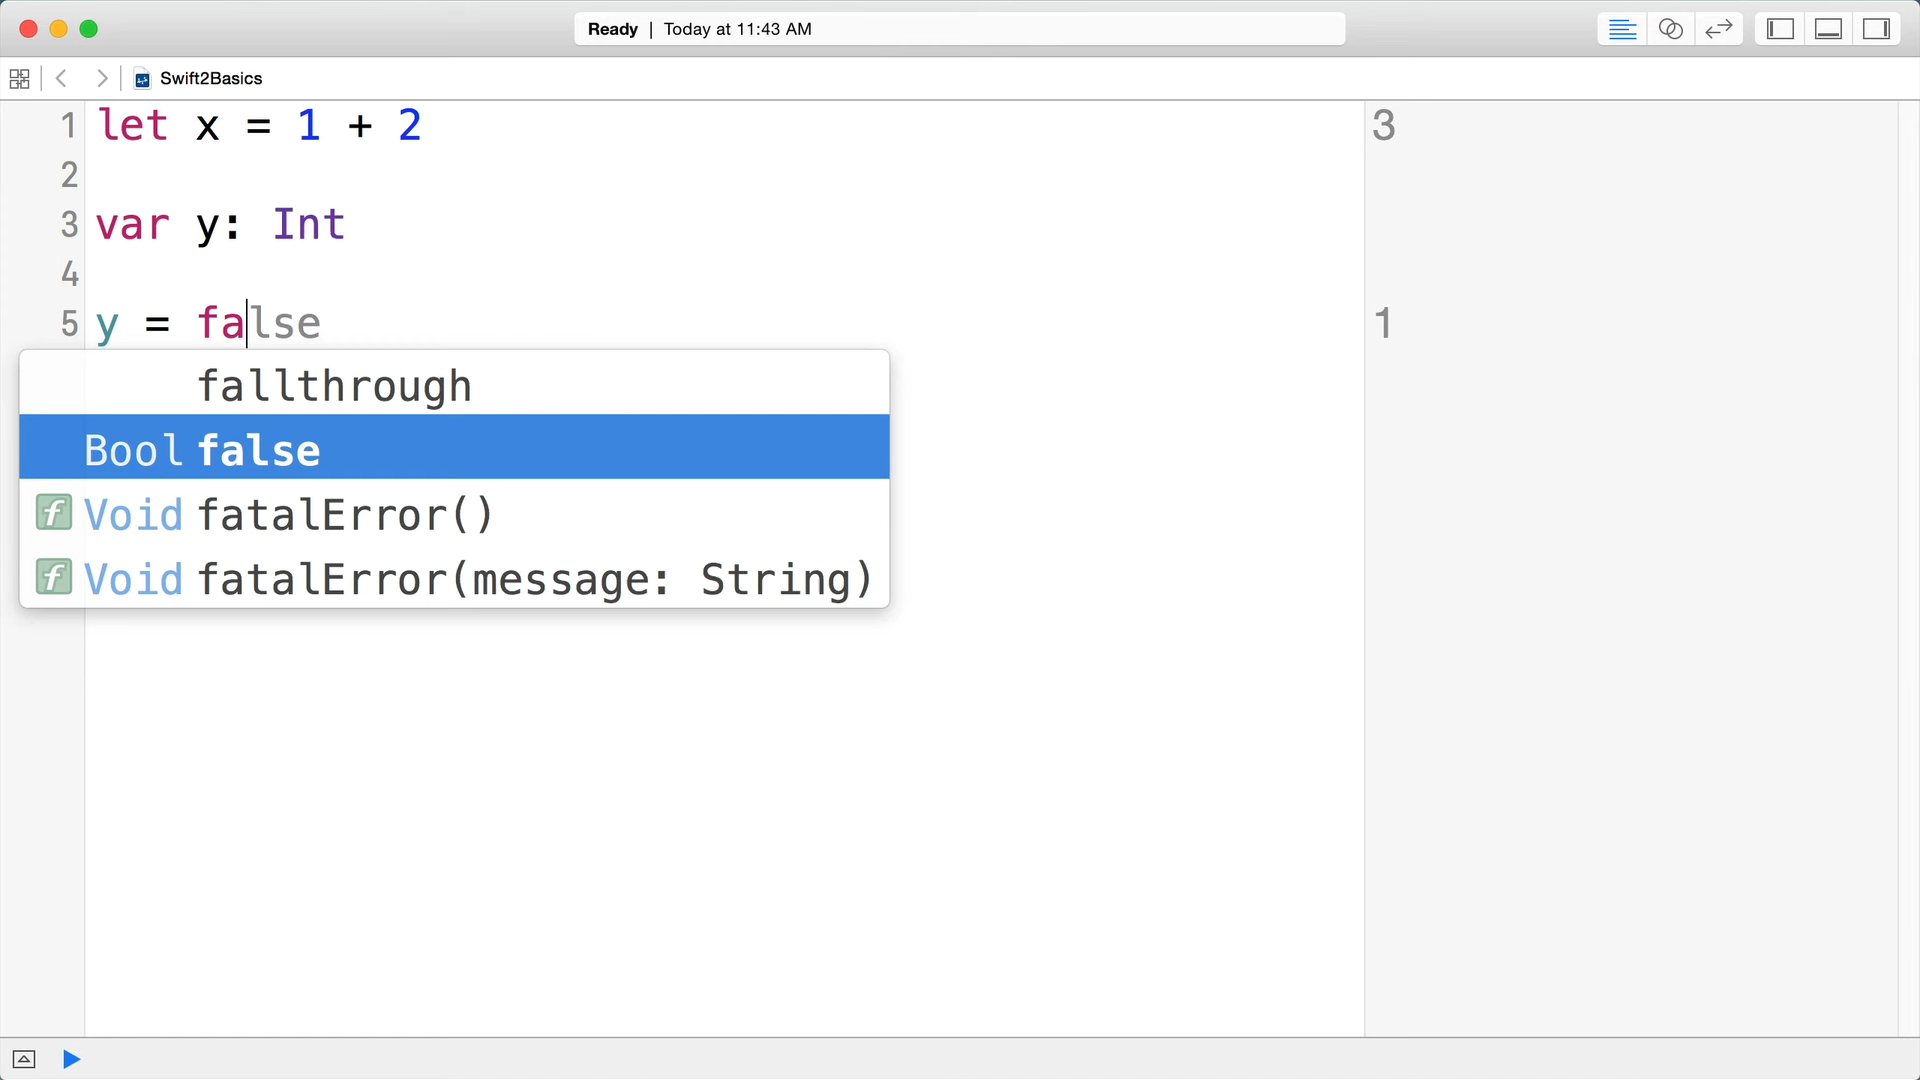 Ready | Today at 11:43 AM
Swift2Basics
1 let x = 1 + 2 3
2
3 var y: Int
4
5 y = false 1
fallthrough
Bool false
f Void fatalError()
f Void fatalError(message: String)